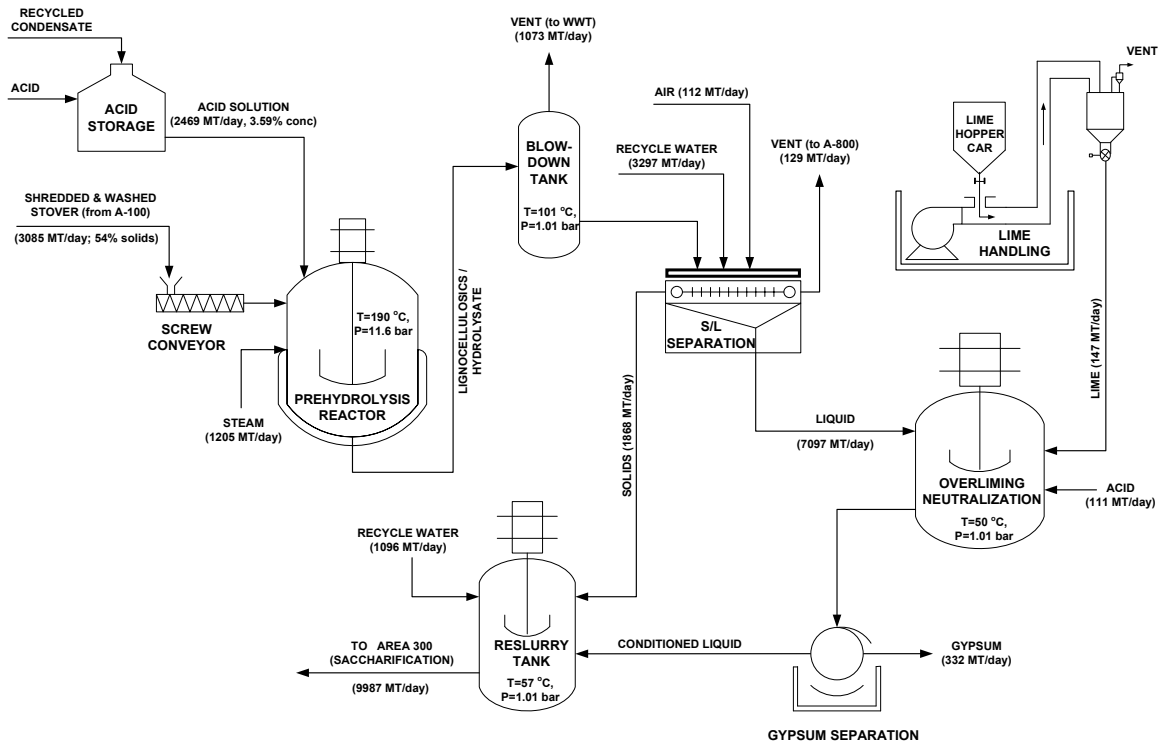 RECYCLED
CONDENSATE
ACID
ACID
STORAGE
ACID SOLUTION
(2469 MT/day, 3.59% conc)
SHREDDED & WASHED
STOVER (from A-100)
(3085 MT/day; 54% solids)
SCREW
CONVEYOR
STEAM
(1205 MT/day)
T=190 °C,
P=11.6 bar
PREHYDROLYSIS
REACTOR
LIGNOCELLULOSICS /
HYDROLYSATE
VENT (to WWT)
(1073 MT/day)
BLOW-
DOWN
TANK
T=101 °C,
P=1.01 bar
AIR (112 MT/day)
RECYCLE WATER
(3297 MT/day)
VENT (to A-800)
(129 MT/day)
S/L
SEPARATION
SOLIDS (1868 MT/day)
LIQUID
(7097 MT/day)
LIME
HOPPER
CAR
LIME
HANDLING
VENT
LIME (147 MT/day)
OVERLIMING
NEUTRALIZATION
T=50 °C,
P=1.01 bar
ACID
(111 MT/day)
RECYCLE WATER
(1096 MT/day)
RESLURRY
TANK
T=57 °C,
P=1.01 bar
TO AREA 300
(SACCHARIFICATION)
(9987 MT/day)
CONDITIONED LIQUID
GYPSUM
(332 MT/day)
GYPSUM SEPARATION